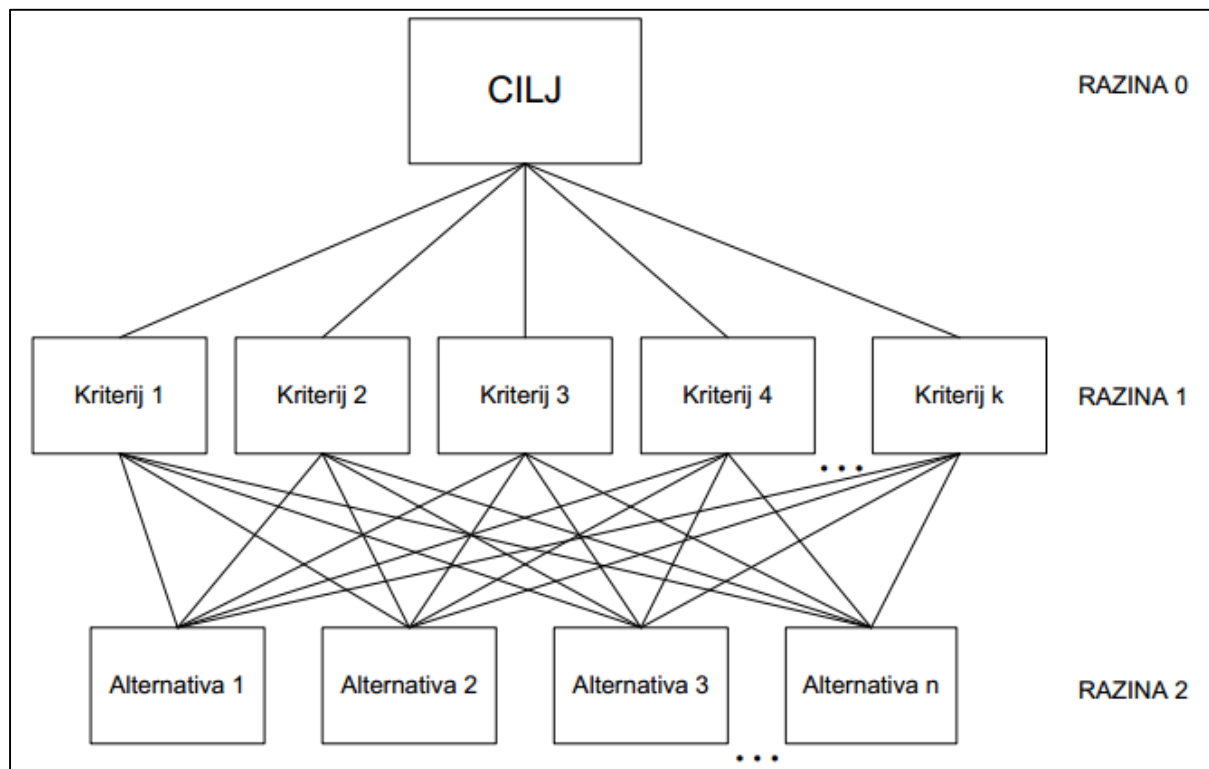 CILJ
RAZINA 0
Kriterij 1
Kriterij 2
Kriterij 3
Kriterij 4
...
Kriterij k
RAZINA 1
Alternativa 1
Alternativa 2
Alternativa 3
...
Alternativa n
RAZINA 2